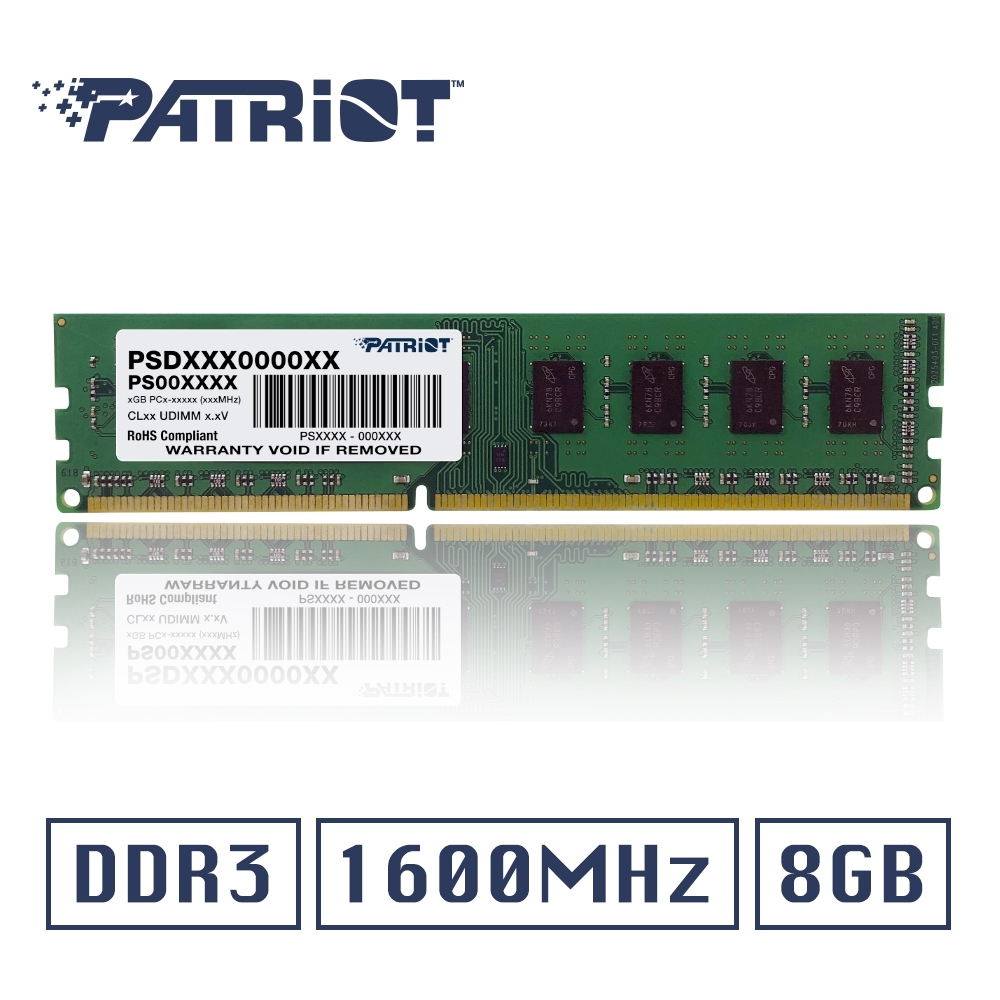 PATRIOT™
PATRIOT
PSDXXX0000XX
PS00XXXX
xGB PCx-xxxxx (xxxMHz)
CLxx UDIMM x.xV
RoHS Compliant
PSXXXX - 000XXX
WARRANTY VOID IF REMOVED
DDR3
1600MHz
8GB